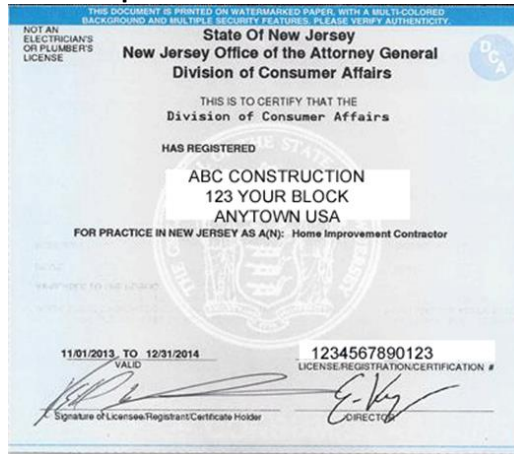 THIS DOCUMENT IS PRINTED ON WATERMARKED PAPER, WITH A MULTI-COLORED
BACKGROUND AND MULTIPLE SECURITY FEATURES. PLEASE VERIFY AUTHENTICITY.
NOT AN
ELECTRICIAN'S
OR PLUMBER'S
LICENSE
State Of New Jersey
New Jersey Office of the Attorney General
Division of Consumer Affairs
DCA
THIS IS TO CERTIFY THAT THE
Division of Consumer Affairs
HAS REGISTERED
ABC CONSTRUCTION
123 YOUR BLOCK
ANYTOWN USA
FOR PRACTICE IN NEW JERSEY AS A(N): Home Improvement Contractor
11/01/2013 TO 12/31/2014
VALID
1234567890123
LICENSE/REGISTRATION/CERTIFICATION #
Signature of Licensee/Registrant/Certificate Holder
DIRECTOR